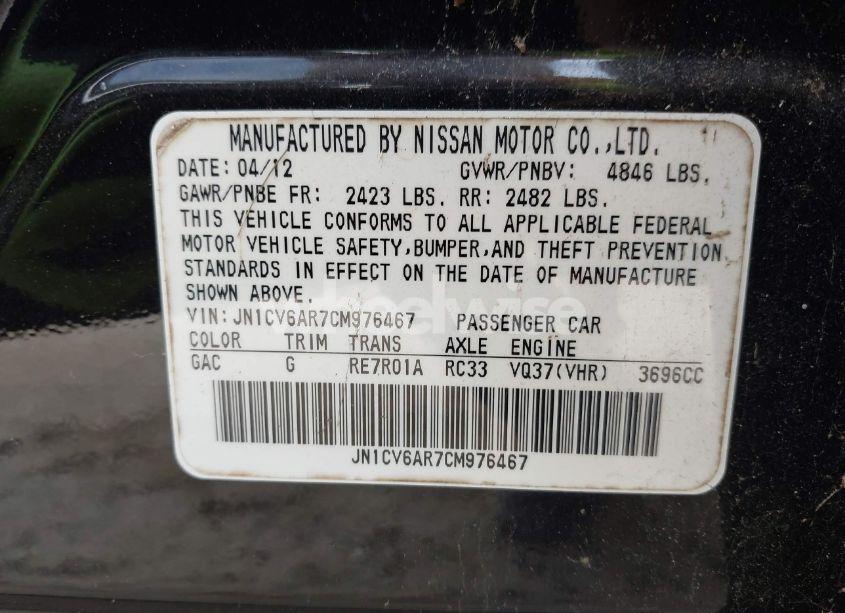 MANUFACTURED BY NISSAN MOTOR CO.,LTD.
DATE: 04/12 GVWR/PNBV: 4846 LBS.
GAWR/PNBE FR: 2423 LBS. RR: 2482 LBS.
THIS VEHICLE CONFORMS TO ALL APPLICABLE FEDERAL
MOTOR VEHICLE SAFETY,BUMPER,AND THEFT PREVENTION
STANDARDS IN EFFECT ON THE DATE OF MANUFACTURE
SHOWN ABOVE.
wheelwise
VIN:JN1CV6AR7CM976467 PASSENGER CAR
COLOR TRIM TRANS AXLE ENGINE
GAC G RE7R01A RC33 VQ37(VHR) 3696CC
JN1CV6AR7CM976467